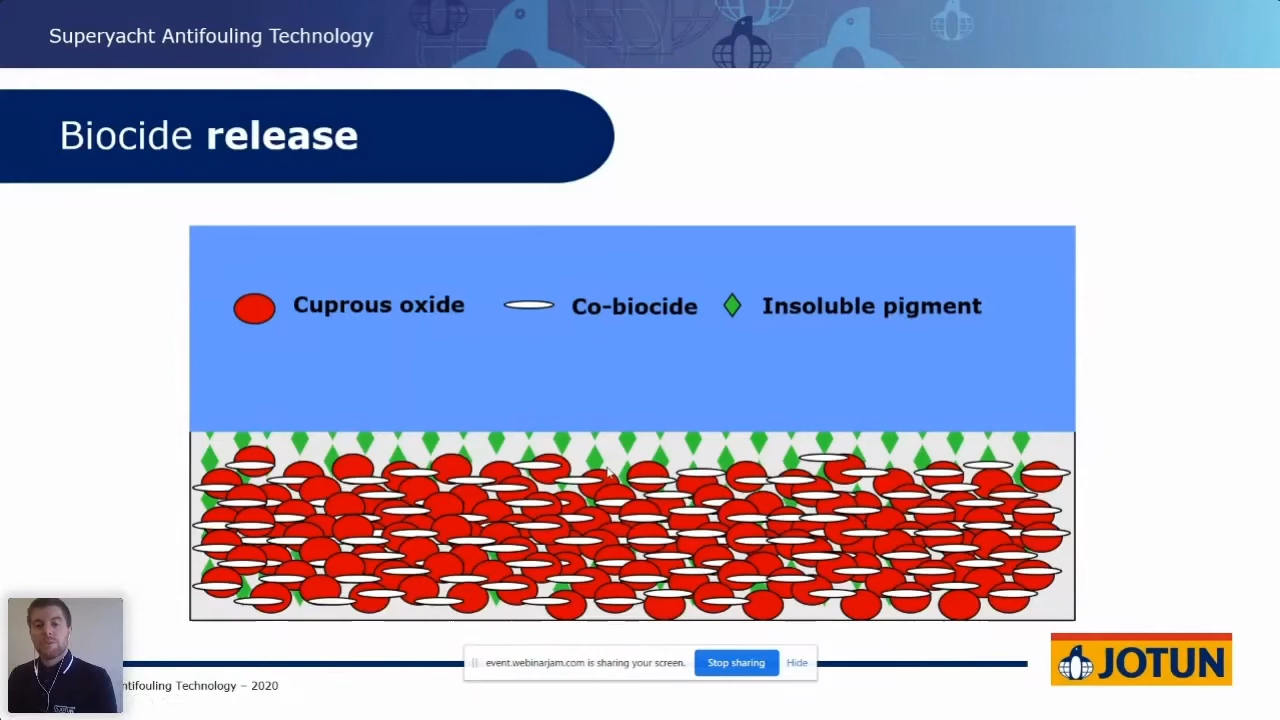 Superyacht Antifouling Technology
Biocide release
Cuprous oxide Co-biocide Insoluble pigment
event.webinarjam.com is sharing your screen. Stop sharing Hide
JOTUN
ntifouling Technology – 2020
JOTUN